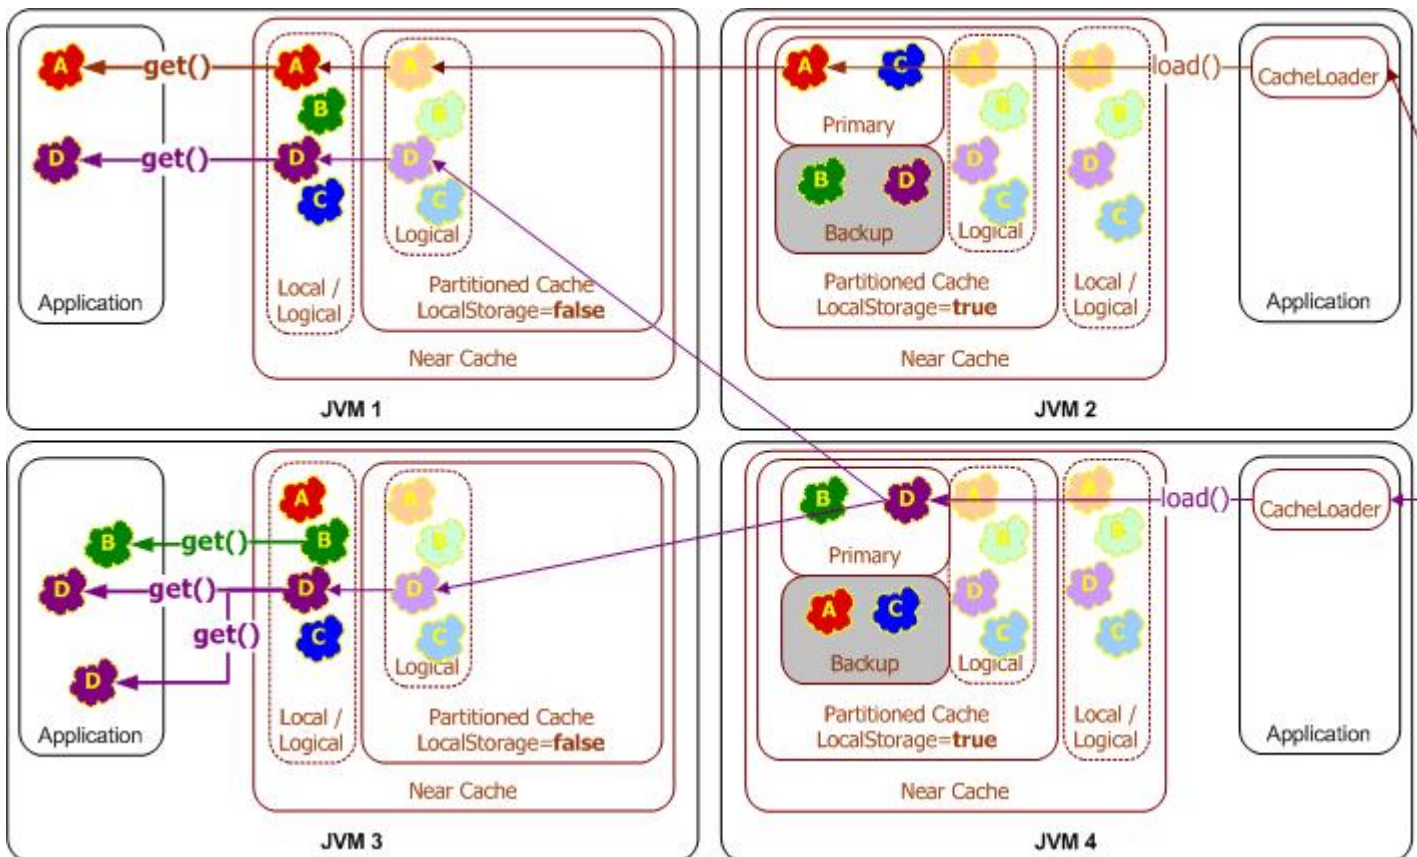 A
get()
A
A
B
B
D
get()
D
D
C
C
Logical
Application
Local /
Logical
Partitioned Cache
LocalStorage=false
Near Cache
JVM 1
A
C
A
A
load()
CacheLoader
Primary
B
B
B
D
D
D
C
C
Backup
Logical
Partitioned Cache
LocalStorage=true
Local /
Logical
Application
Near Cache
JVM 2
A
A
B
get()
B
B
D
get()
D
D
get()
C
C
D
Logical
Application
Local /
Logical
Partitioned Cache
LocalStorage=false
Near Cache
JVM 3
B
D
A
A
load()
CacheLoader
Primary
B
B
D
D
A
C
C
C
Backup
Logical
Partitioned Cache
LocalStorage=true
Local /
Logical
Application
Near Cache
JVM 4